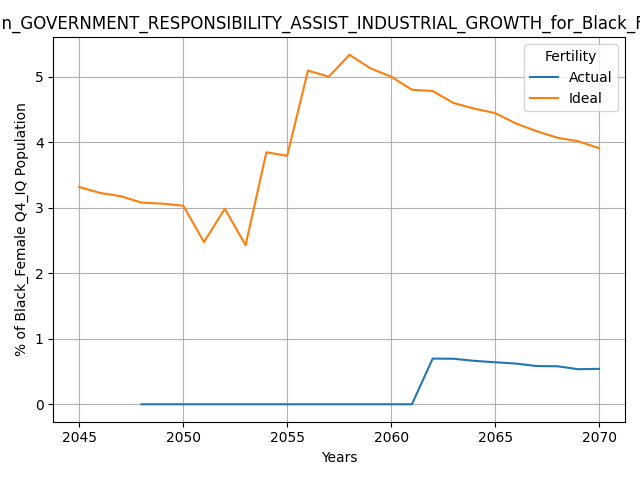 n_GOVERNMENT_RESPONSIBILITY_ASSIST_INDUSTRIAL_GROWTH_for_Black_F
Fertility
Actual
Ideal
% of Black_Female Q4_IQ Population
5
4
3
2
1
0
2045 2050 2055 2060 2065 2070
Years